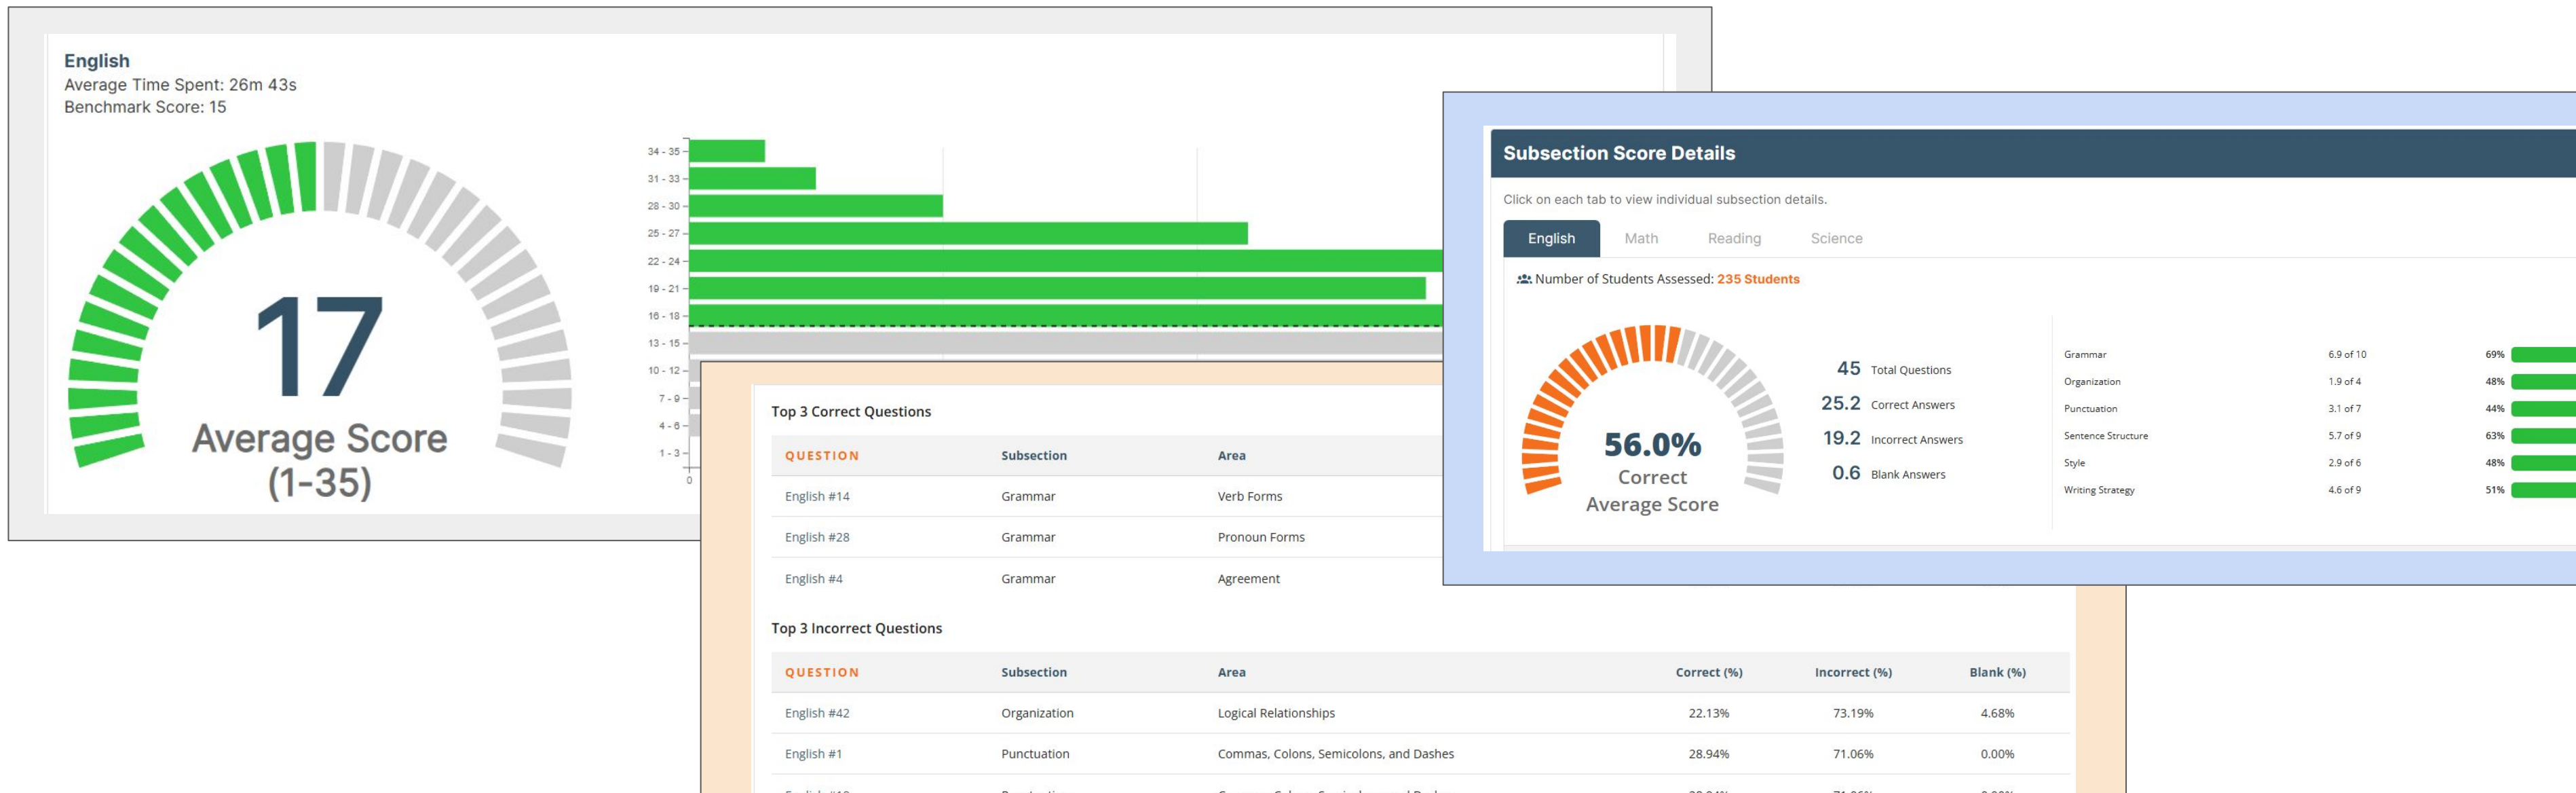 English
Average Time Spent: 26m 43s
Benchmark Score: 15
17
Average Score
(1-35)
34 - 35
31 - 33
28 - 30
25 - 27
22 - 24
19 - 21
16 - 18
13 - 15
10 - 12
7 - 9
4 - 6
1 - 3
0
Top 3 Correct Questions
QUESTION Subsection Area
English #14 Grammar Verb Forms
English #28 Grammar Pronoun Forms
English #4 Grammar Agreement
Top 3 Incorrect Questions
QUESTION Subsection Area Correct (%) Incorrect (%) Blank (%)
English #42 Organization Logical Relationships 22.13% 73.19% 4.68%
English #1 Punctuation Commas, Colons, Semicolons, and Dashes 28.94% 71.06% 0.00%
Subsection Score Details
Click on each tab to view individual subsection details.
English Math Reading Science
Number of Students Assessed: 235 Students
56.0%
Correct
Average Score
45 Total Questions
25.2 Correct Answers
19.2 Incorrect Answers
0.6 Blank Answers
Grammar 6.9 of 10 69%
Organization 1.9 of 4 48%
Punctuation 3.1 of 7 44%
Sentence Structure 5.7 of 9 63%
Style 2.9 of 6 48%
Writing Strategy 4.6 of 9 51%